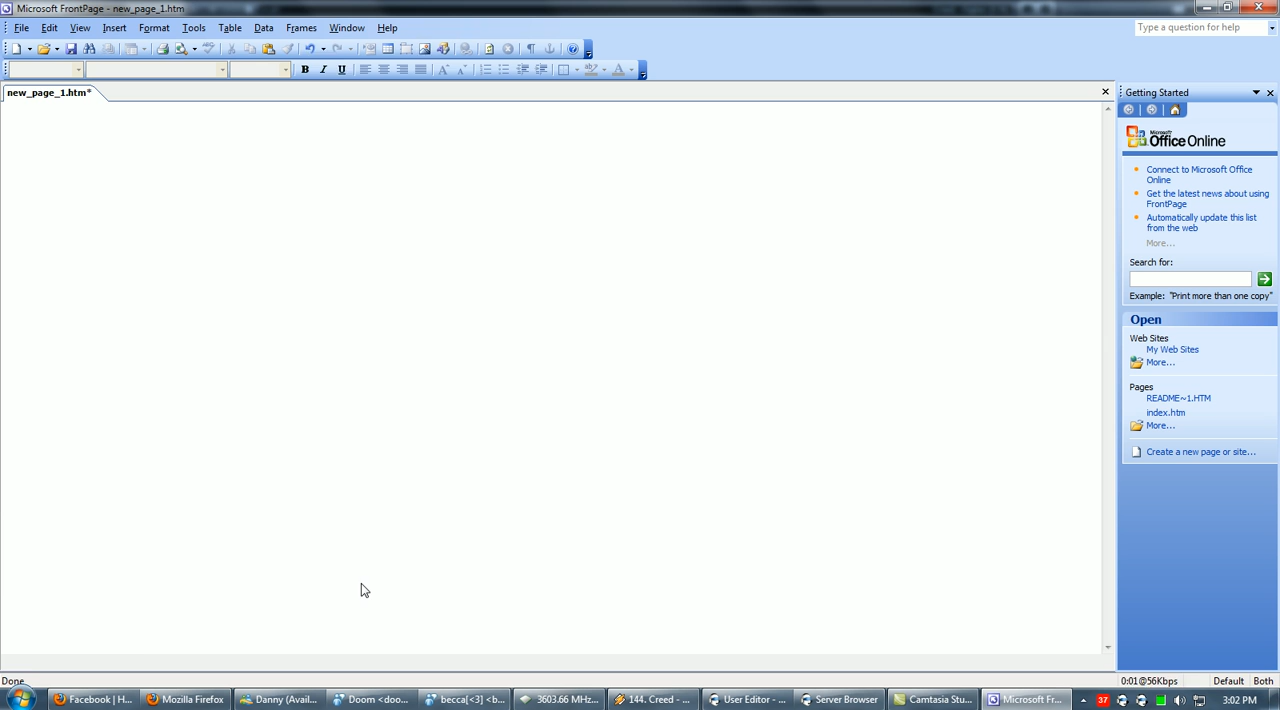 Microsoft FrontPage - new_page_1.htm
File Edit View Insert Format Tools Table Data Frames Window Help
Type a question for help
B I U
new_page_1.htm*
Getting Started
Microsoft
Office Online
Connect to Microsoft Office
Online
Get the latest news about using
FrontPage
Automatically update this list
from the web
More...
Search for:
Example: "Print more than one copy"
Open
Web Sites
My Web Sites
More...
Pages
README~1.HTM
index.htm
More...
Create a new page or site...
Done
0:01@56Kbps Default Both
Facebook | H... Mozilla Firefox Danny (Avail... Doom <doo... becca[<3] <b... 3603.66 MHz... 144. Creed - ... User Editor - ... Server Browser Camtasia Stu... Microsoft Fr... 37 3:02 PM